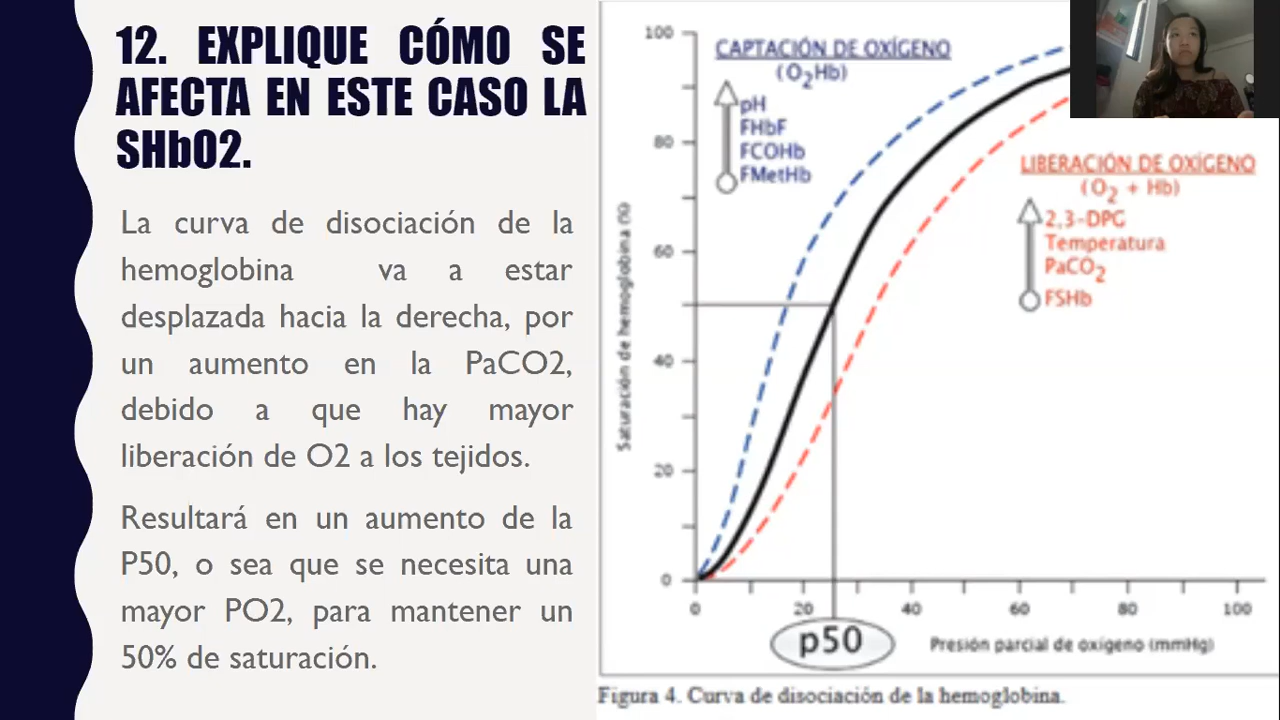 12. EXPLIQUE CÓMO SE
AFECTA EN ESTE CASO LA
SHbO2.
La curva de disociación de la
hemoglobina va a estar
desplazada hacia la derecha, por
un aumento en la PaCO2,
debido a que hay mayor
liberación de O2 a los tejidos.
Resultará en un aumento de la
P50, o sea que se necesita una
mayor PO2, para mantener un
50% de saturación.
CAPTACIÓN DE OXÍGENO
(O2Hb)
pH
FHbF
FCOHb
FMetHb
LIBERACIÓN DE OXÍGENO
(O2 + Hb)
2,3-DPG
Temperatura
PaCO2
FSHb
Saturación de hemoglobina (%)
100
80
60
40
20
0
0 20 40 60 80 100
p50
Presión parcial de oxígeno (mmHg)
Figura 4. Curva de disociación de la hemoglobina.